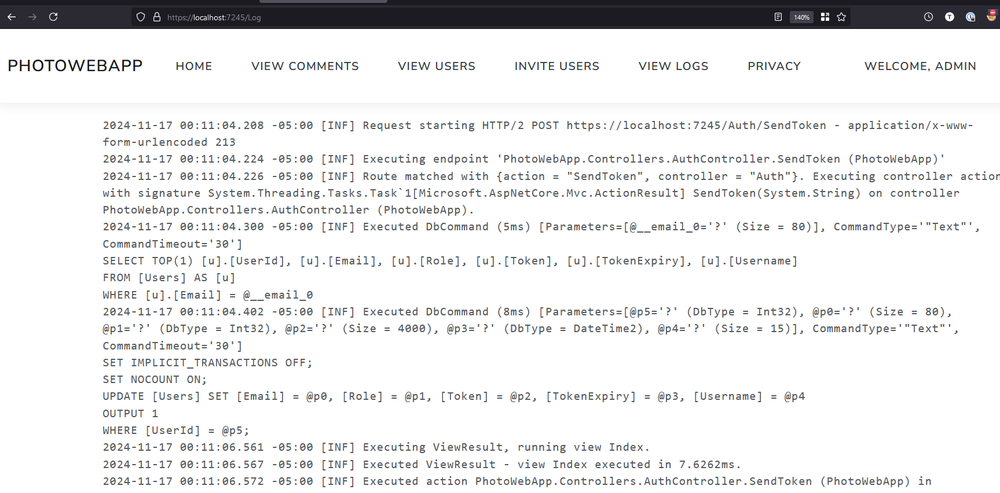 https://localhost:7245/Log
140%
T
PHOTOWEBAPP HOME VIEW COMMENTS VIEW USERS INVITE USERS VIEW LOGS PRIVACY WELCOME, ADMIN
2024-11-17 00:11:04.208 -05:00 [INF] Request starting HTTP/2 POST https://localhost:7245/Auth/SendToken - application/x-www-
form-urlencoded 213
2024-11-17 00:11:04.224 -05:00 [INF] Executing endpoint 'PhotoWebApp.Controllers.AuthController.SendToken (PhotoWebApp)'
2024-11-17 00:11:04.226 -05:00 [INF] Route matched with {action = "SendToken", controller = "Auth"}. Executing controller action
with signature System.Threading.Tasks.Task`1[Microsoft.AspNetCore.Mvc.ActionResult] SendToken(System.String) on controller
PhotoWebApp.Controllers.AuthController (PhotoWebApp).
2024-11-17 00:11:04.300 -05:00 [INF] Executed DbCommand (5ms) [Parameters=[@__email_0='?' (Size = 80)], CommandType='"Text"',
CommandTimeout='30']
SELECT TOP(1) [u].[UserId], [u].[Email], [u].[Role], [u].[Token], [u].[TokenExpiry], [u].[Username]
FROM [Users] AS [u]
WHERE [u].[Email] = @__email_0
2024-11-17 00:11:04.402 -05:00 [INF] Executed DbCommand (8ms) [Parameters=[@p5='?' (DbType = Int32), @p0='?' (Size = 80),
@p1='?' (DbType = Int32), @p2='?' (Size = 4000), @p3='?' (DbType = DateTime2), @p4='?' (Size = 15)], CommandType='"Text"',
CommandTimeout='30']
SET IMPLICIT_TRANSACTIONS OFF;
SET NOCOUNT ON;
UPDATE [Users] SET [Email] = @p0, [Role] = @p1, [Token] = @p2, [TokenExpiry] = @p3, [Username] = @p4
OUTPUT 1
WHERE [UserId] = @p5;
2024-11-17 00:11:06.561 -05:00 [INF] Executing ViewResult, running view Index.
2024-11-17 00:11:06.567 -05:00 [INF] Executed ViewResult - view Index executed in 7.6262ms.
2024-11-17 00:11:06.572 -05:00 [INF] Executed action PhotoWebApp.Controllers.AuthController.SendToken (PhotoWebApp) in